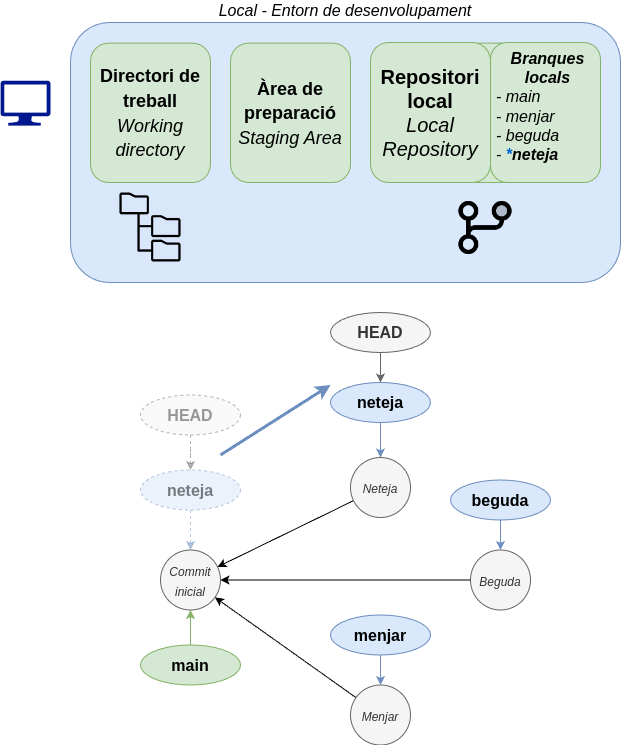 Local - Entorn de desenvolupament
Directori de
treball
Working
directory
Àrea de
preparació
Staging Area
Repositori
local
Local
Repository
Branques
locals
- main
- menjar
- beguda
- *neteja
HEAD
neteja
HEAD
neteja
Neteja
beguda
Commit
inicial
Beguda
menjar
main
Menjar